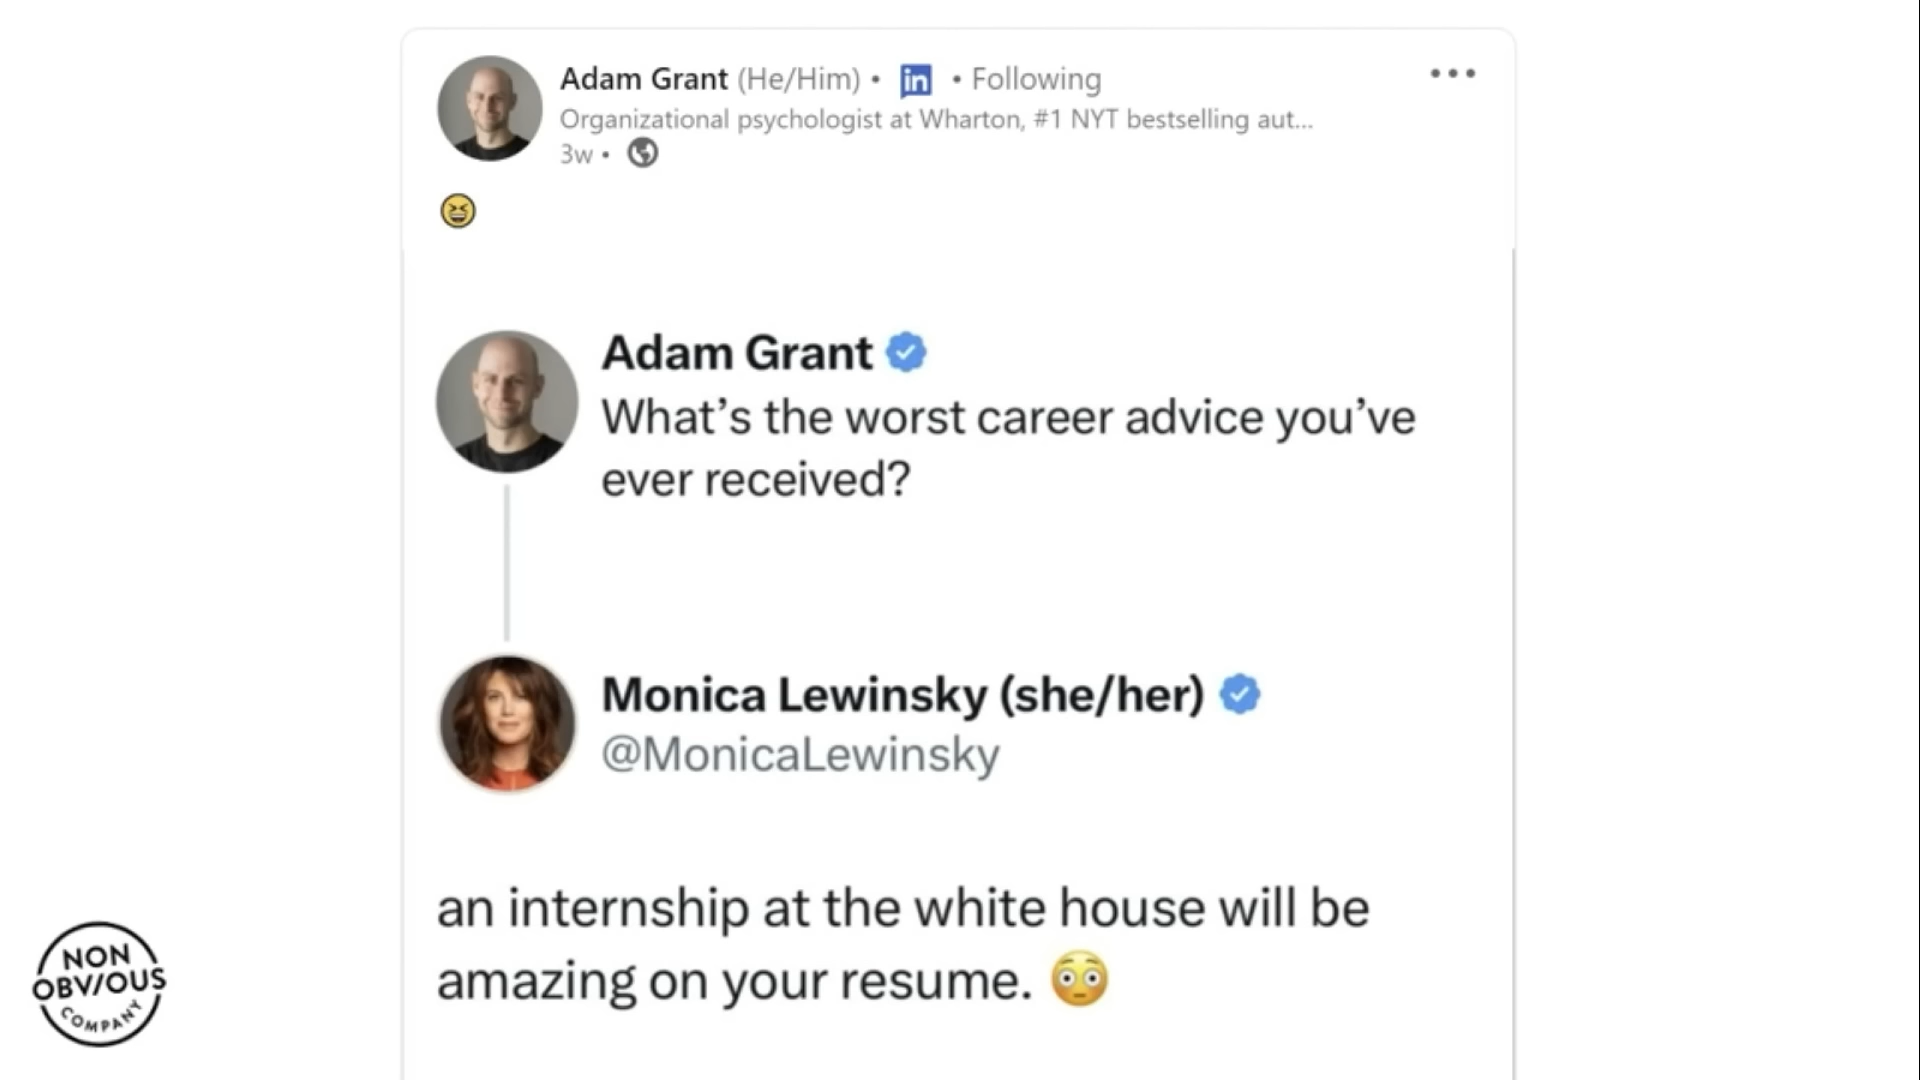 Adam Grant (He/Him) • in • Following
Organizational psychologist at Wharton, #1 NYT bestselling aut...
3w •
😆
Adam Grant
What’s the worst career advice you’ve
ever received?
Monica Lewinsky (she/her)
@MonicaLewinsky
an internship at the white house will be
amazing on your resume. 😳
NON
OBV/OUS
COMPANY